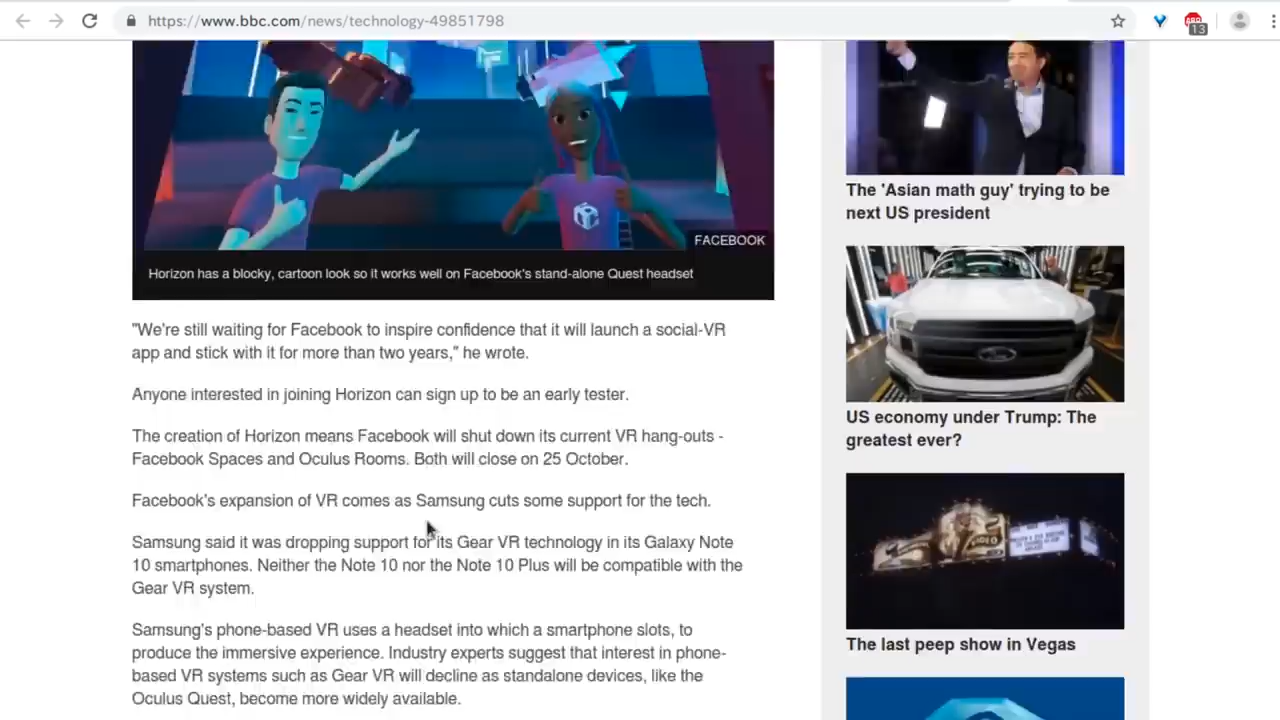 https://www.bbc.com/news/technology-49851798
ABP
13
FACEBOOK
Horizon has a blocky, cartoon look so it works well on Facebook's stand-alone Quest headset
"We're still waiting for Facebook to inspire confidence that it will launch a social-VR
app and stick with it for more than two years," he wrote.
Anyone interested in joining Horizon can sign up to be an early tester.
The creation of Horizon means Facebook will shut down its current VR hang-outs -
Facebook Spaces and Oculus Rooms. Both will close on 25 October.
Facebook's expansion of VR comes as Samsung cuts some support for the tech.
Samsung said it was dropping support for its Gear VR technology in its Galaxy Note
10 smartphones. Neither the Note 10 nor the Note 10 Plus will be compatible with the
Gear VR system.
Samsung's phone-based VR uses a headset into which a smartphone slots, to
produce the immersive experience. Industry experts suggest that interest in phone-
based VR systems such as Gear VR will decline as standalone devices, like the
Oculus Quest, become more widely available.
The 'Asian math guy' trying to be
next US president
Ford
US economy under Trump: The
greatest ever?
The last peep show in Vegas